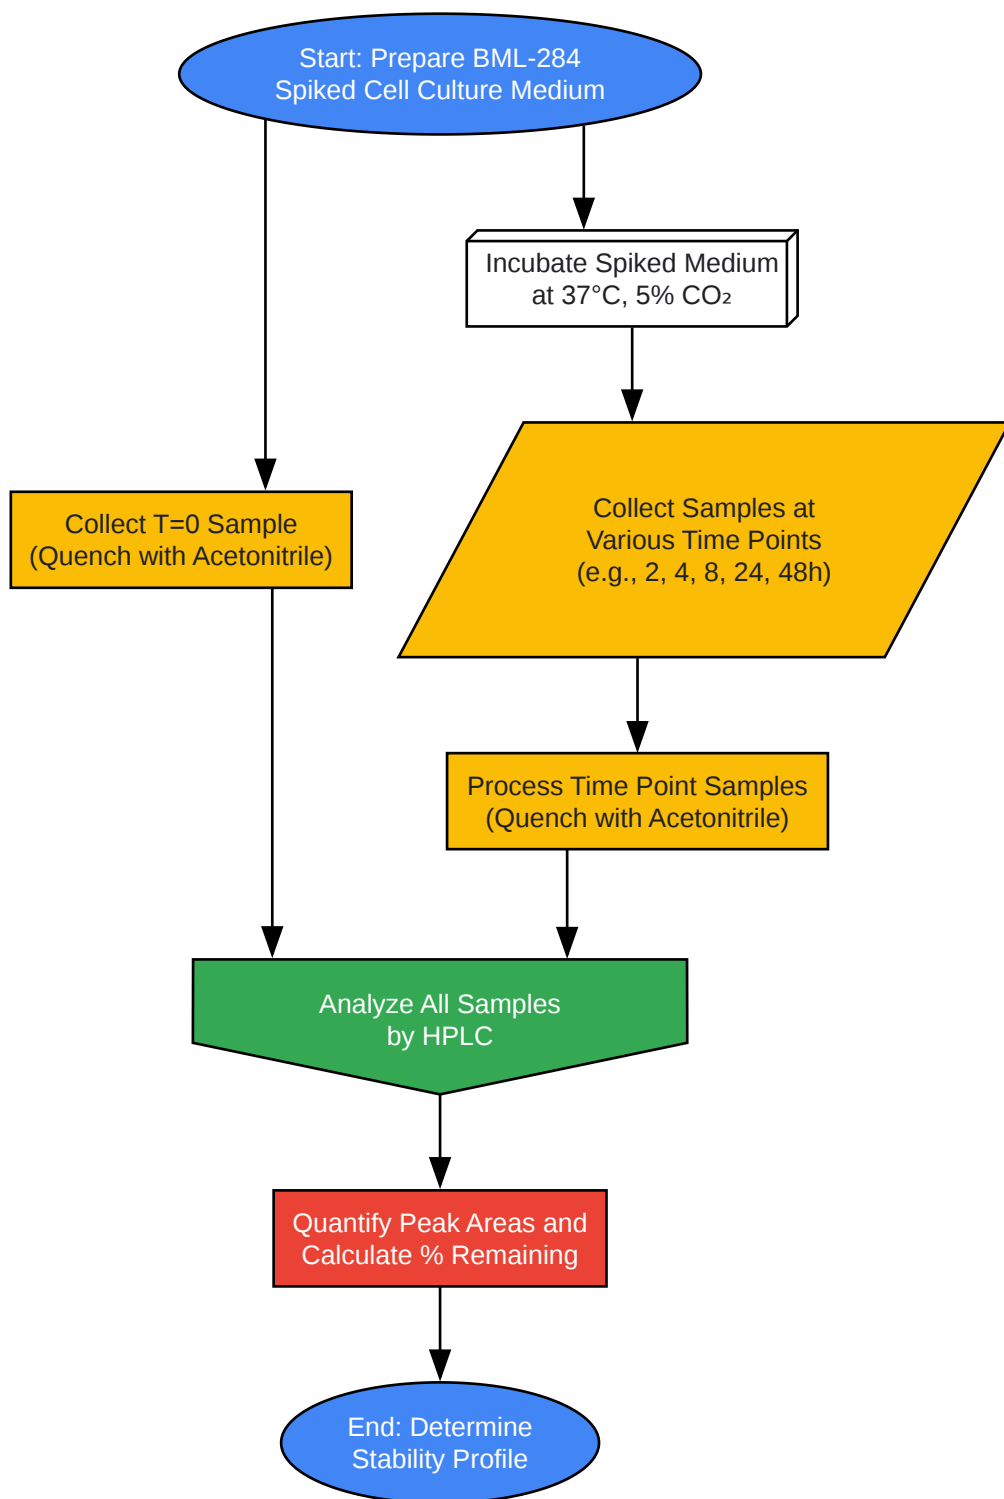 Start: Prepare BML-284
Spiked Cell Culture Medium
Incubate Spiked Medium
at 37°C, 5% CO₂
Collect T=0 Sample
(Quench with Acetonitrile)
Collect Samples at
Various Time Points
(e.g., 2, 4, 8, 24, 48h)
Process Time Point Samples
(Quench with Acetonitrile)
Analyze All Samples
by HPLC
Quantify Peak Areas and
Calculate % Remaining
End: Determine
Stability Profile